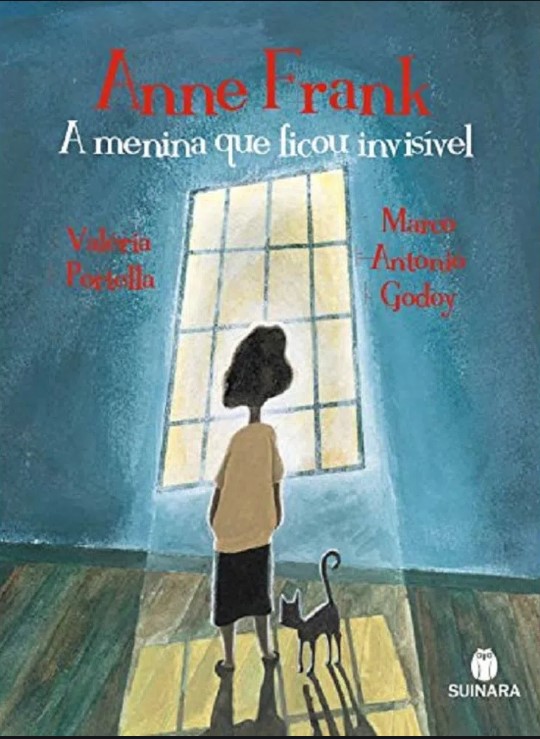 Anne Frank
A menina que ficou invisível
Valéria
Portella
Marco
Antonio
Godoy
SUINARA